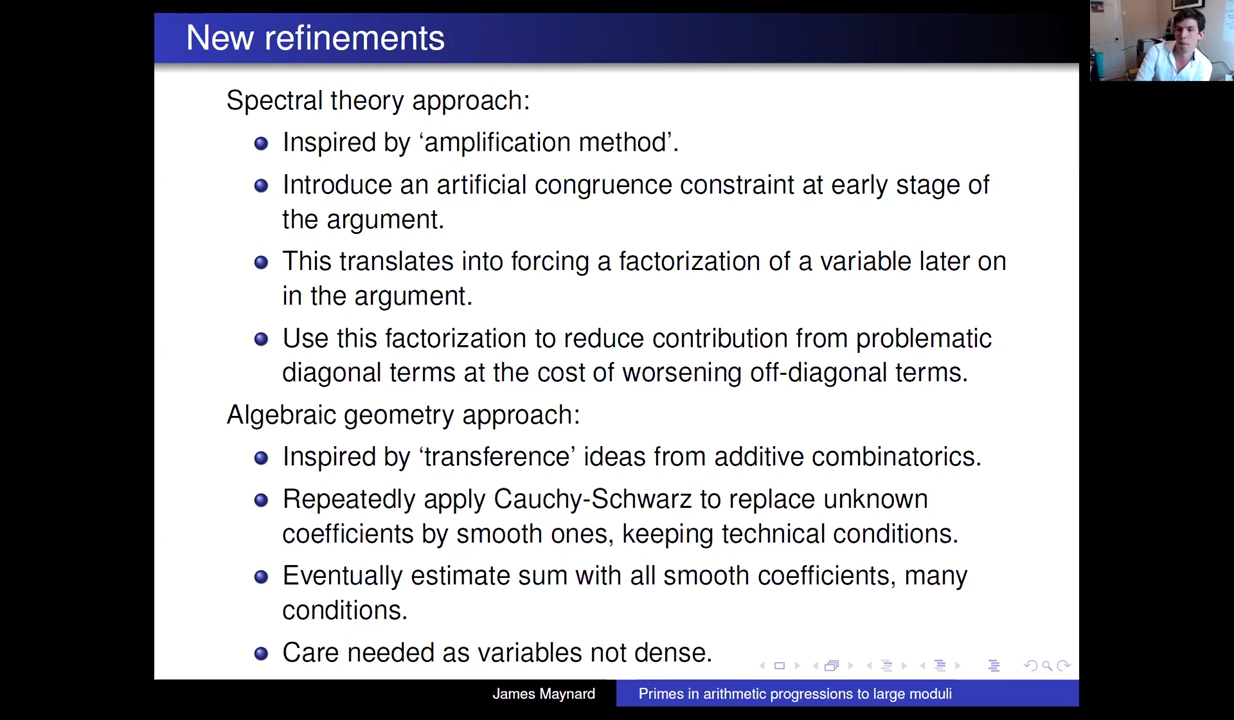 New refinements
Spectral theory approach:
Inspired by ‘amplification method’.
Introduce an artificial congruence constraint at early stage of
the argument.
This translates into forcing a factorization of a variable later on
in the argument.
Use this factorization to reduce contribution from problematic
diagonal terms at the cost of worsening off-diagonal terms.
Algebraic geometry approach:
Inspired by ‘transference’ ideas from additive combinatorics.
Repeatedly apply Cauchy-Schwarz to replace unknown
coefficients by smooth ones, keeping technical conditions.
Eventually estimate sum with all smooth coefficients, many
conditions.
Care needed as variables not dense.
James Maynard
Primes in arithmetic progressions to large moduli